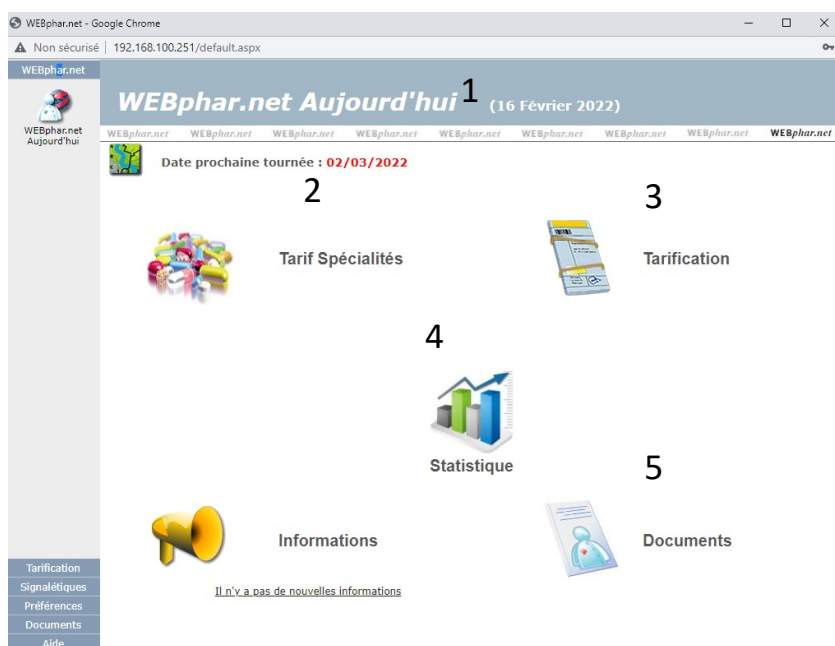 WEBphar.net - Google Chrome
Non sécurisé | 192.168.100.251/default.aspx
WEBphar.net
WEBphar.net Aujourd'hui
WEBphar.net Aujourd'hui 1 (16 Février 2022)
WEBphar.net WEBphar.net WEBphar.net WEBphar.net WEBphar.net WEBphar.net WEBphar.net WEBphar.net WEBphar.net
Date prochaine tournée : 02/03/2022
2
3
Tarif Spécialités
Tarification
4
Statistique
5
Informations
Documents
Il n'y a pas de nouvelles informations
Tarification
Signalétiques
Préférences
Documents
Aide